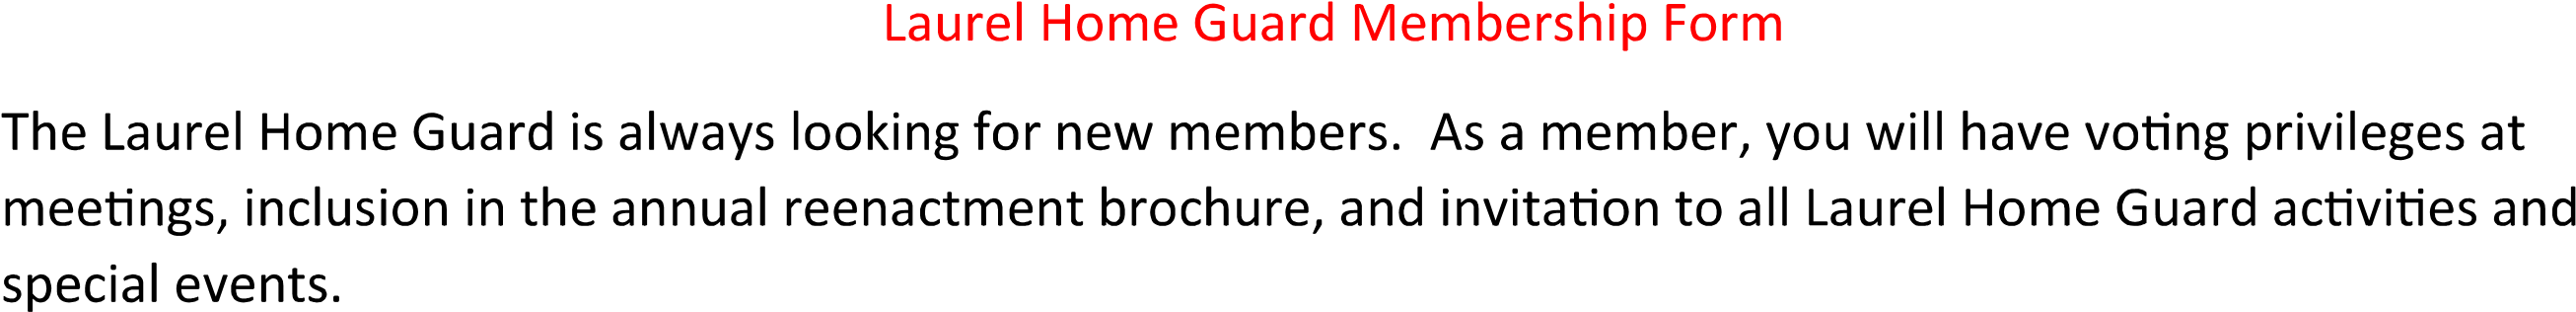 Laurel Home Guard Membership Form
The Laurel Home Guard is always looking for new members.  As a member, you will have voting privileges at
meetings, inclusion in the annual reenactment brochure, and invitation to all Laurel Home Guard activities and
special events.